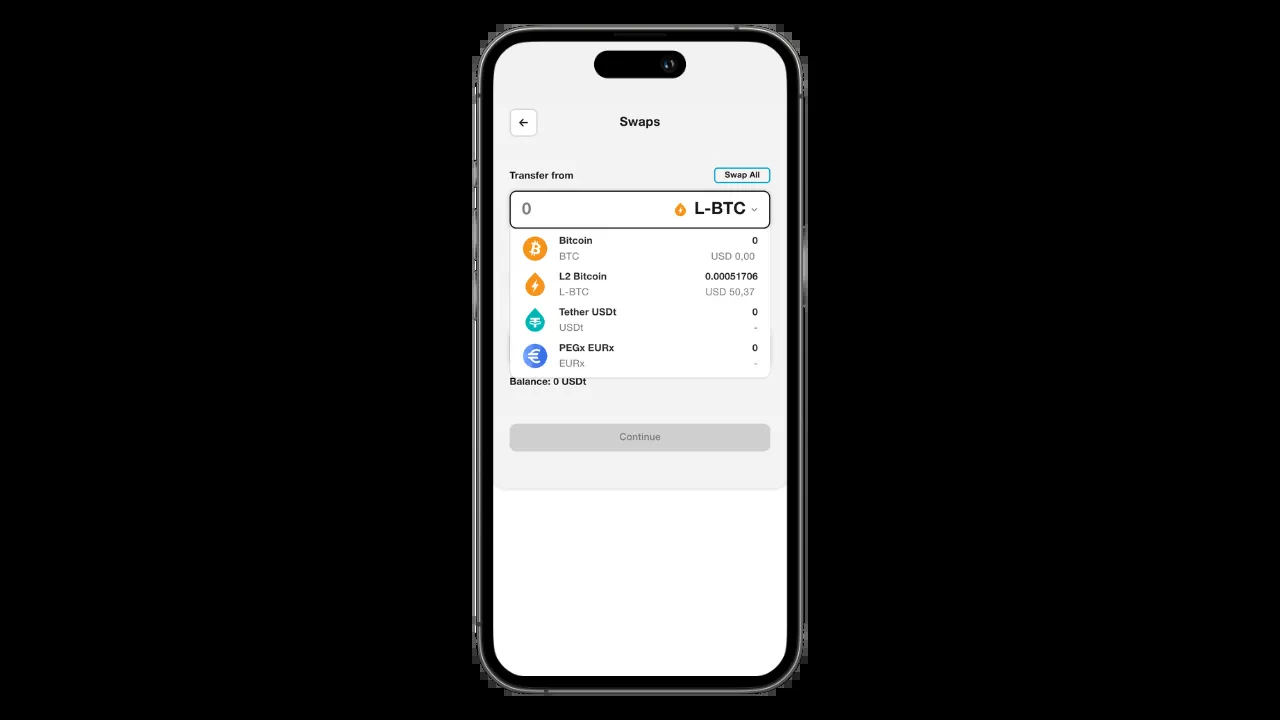 Swaps
Transfer from
Swap All
0 L-BTC
Bitcoin 0
BTC USD 0,00
L2 Bitcoin 0.00051706
L-BTC USD 50,37
Tether USDt 0
USDt -
PEGx EURx 0
EURx -
Balance: 0 USDt
Continue